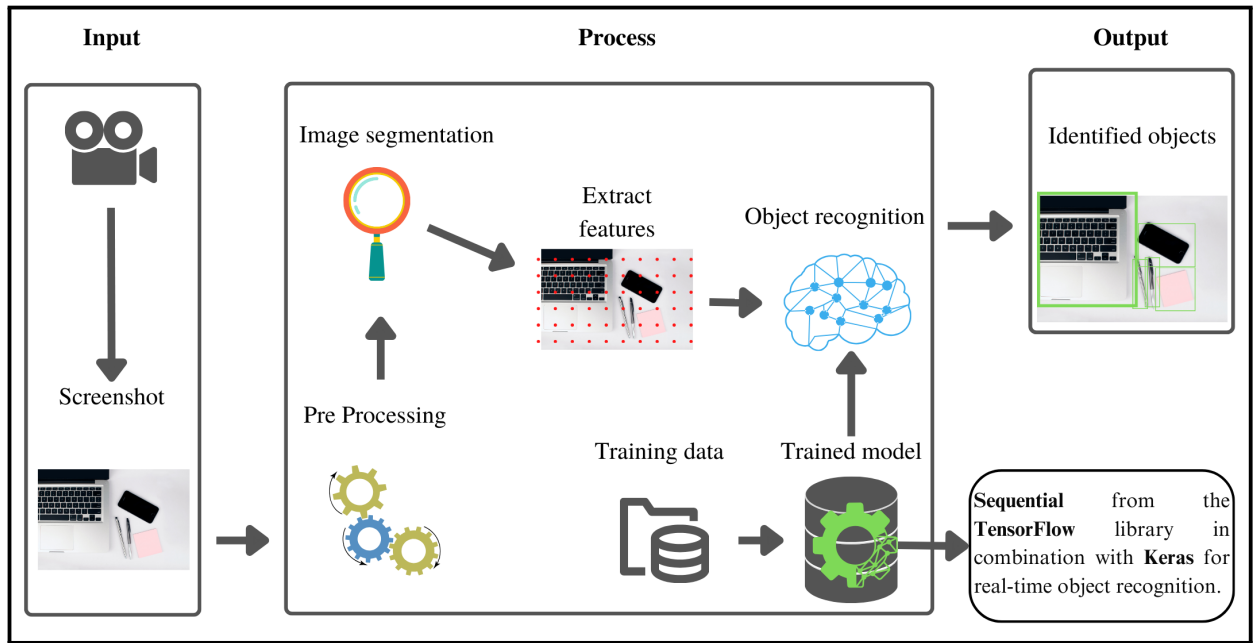 Input
Process
Output
Screenshot
Image segmentation
Pre Processing
Extract
features
Object recognition
Training data
Trained model
Identified objects
Sequential from the
TensorFlow library in
combination with Keras for
real-time object recognition.